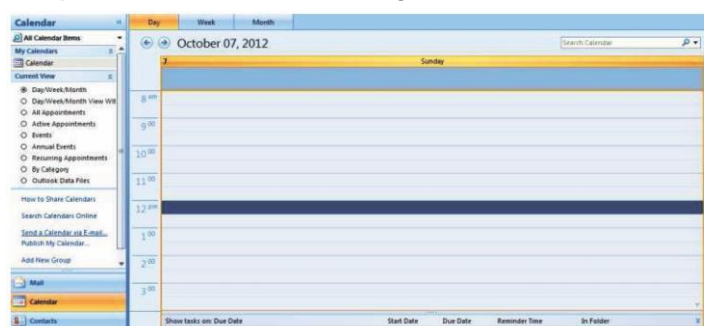 Calendar «
All Calendar Items
My Calendars
Calendar
Current View
Day/Week/Month
Day/Week/Month View Wit
All Appointments
Active Appointments
Events
Annual Events
Recurring Appointments
By Category
Outlook Data Files
How to Share Calendars
Search Calendars Online
Send a Calendar via E-mail...
Publish My Calendar...
Add New Group
Mail
Calendar
Contacts
Day Week Month
October 07, 2012
Search Calendar
7 Sunday
8 am
9 00
10 00
11 00
12 pm
1 00
2 00
3 00
Show tasks on: Due Date Start Date Due Date Reminder Time In Folder